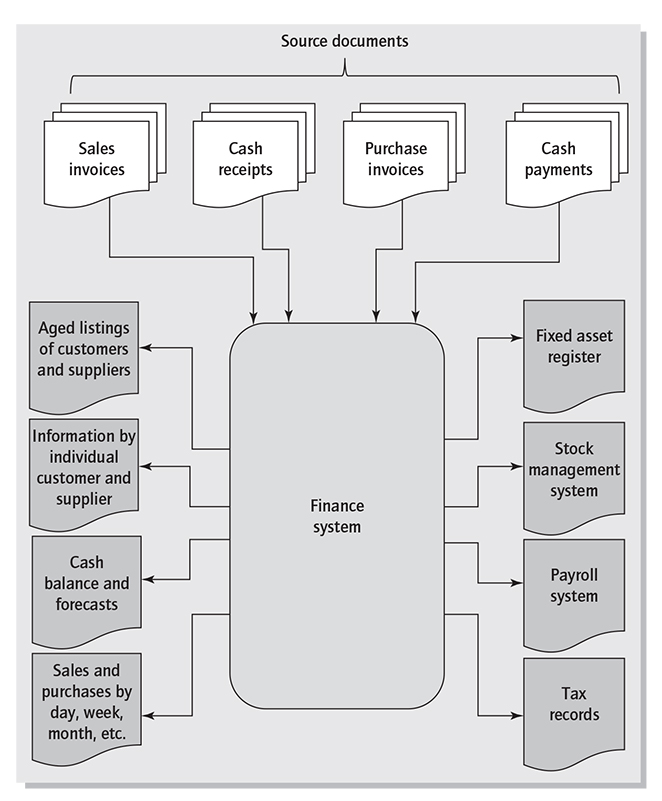 Source documents
Sales
invoices
Cash
receipts
Purchase
invoices
Cash
payments
Aged listings
of customers
and suppliers
Information by
individual
customer and
supplier
Cash
balance and
forecasts
Sales and
purchases by
day, week,
month, etc.
Finance
system
Fixed asset
register
Stock
management
system
Payroll
system
Tax
records